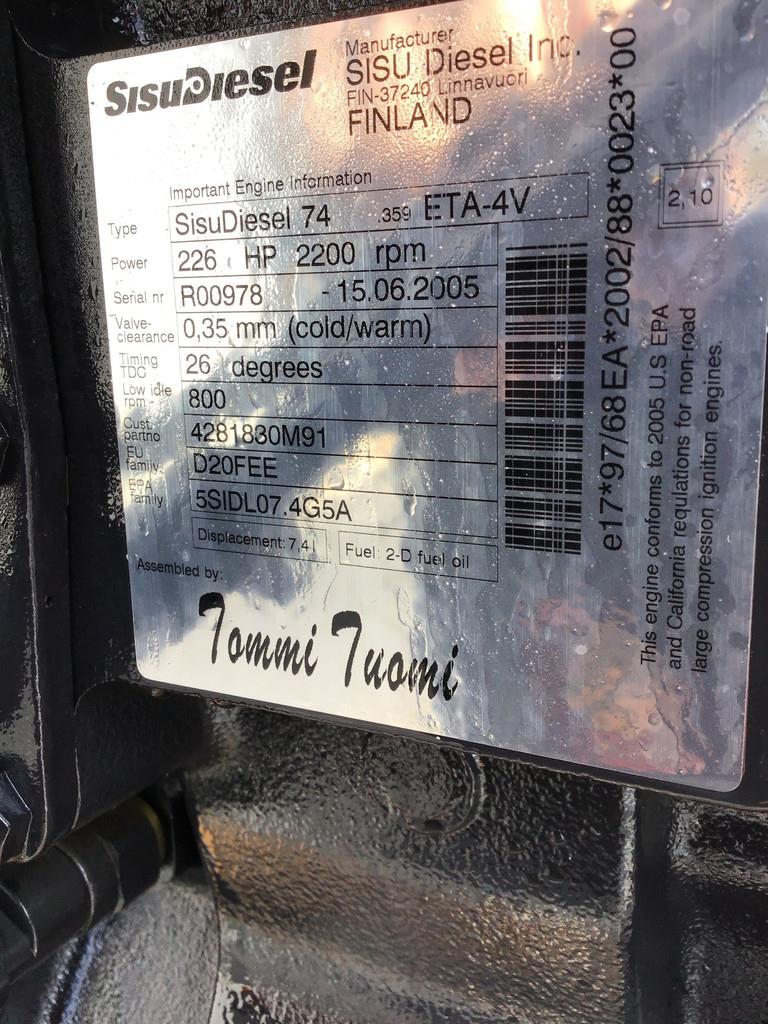 SISUDIESEL
Manufacturer
SISU Diesel Inc.
FIN-37240 Linnavuori
FINLAND
Important Engine Information
Type SisuDiesel 74 .359 ETA-4V
Power 226 HP 2200 rpm
Serial nr R00978 - 15.06.2005
Valve-
clearance 0,35 mm (cold/warm)
Timing
TDC 26 degrees
Low idle
rpm 800
Cust.
partno 4281830M91
EU
family D20FEE
EPA
family 5SIDL07.4G5A
Displacement: 7,4 l Fuel: 2-D fuel oil
Assembled by:
Tommi Tuomi
e17*97/68EA*2002/88*0023*00
2,10
This engine conforms to 2005 U.S EPA
and California regulations for non-road
large compression ignition engines.